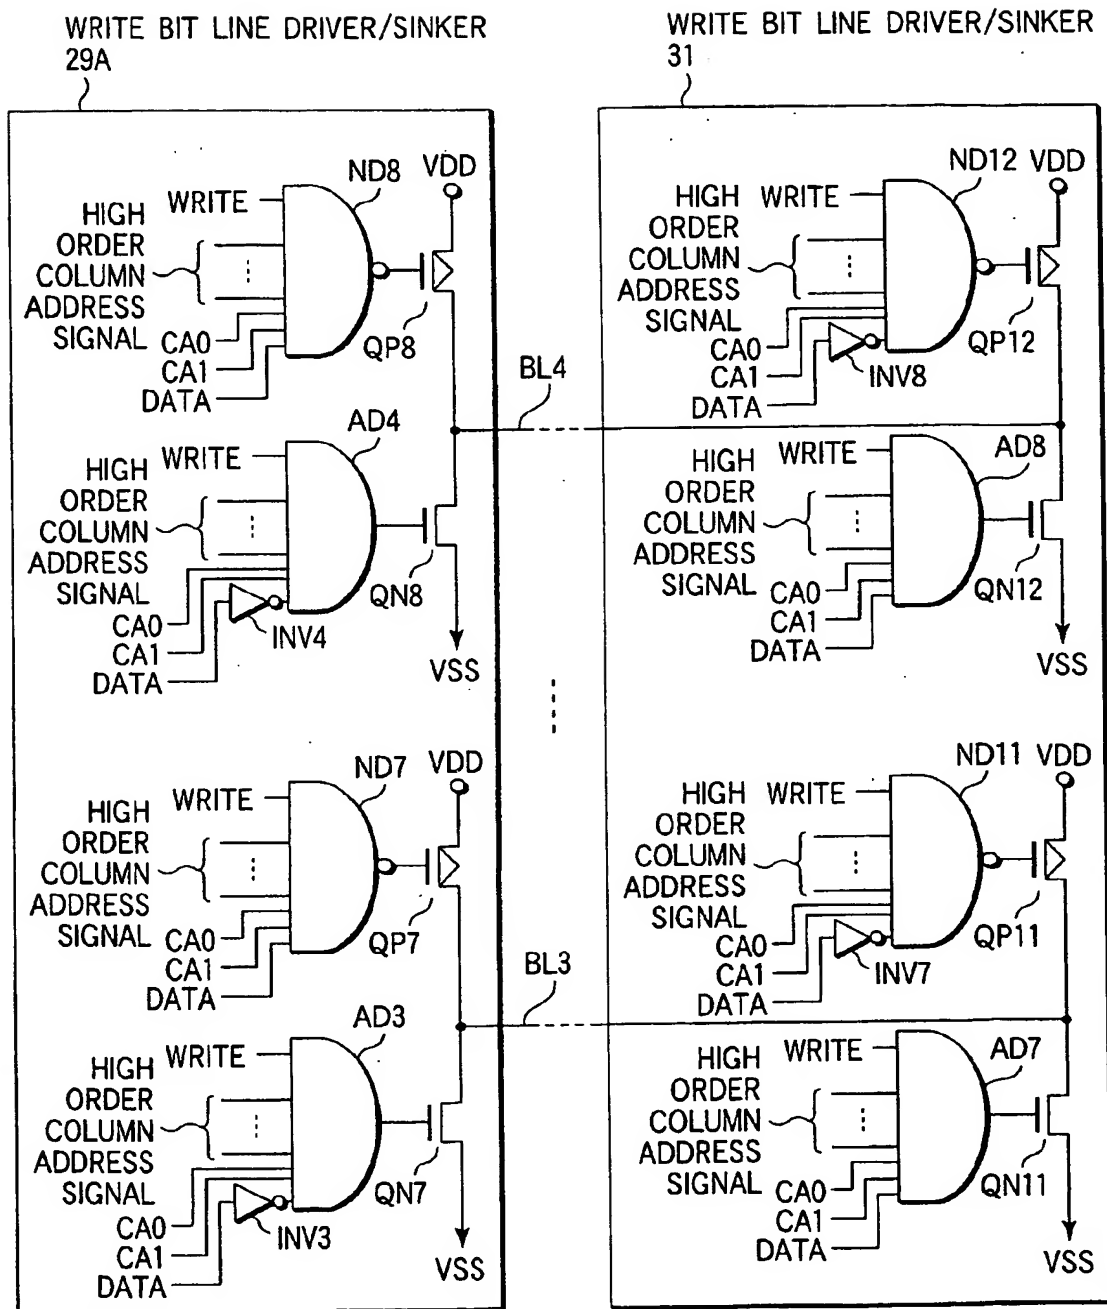 WRITE BIT LINE DRIVER/SINKER
29A
ND8
VDD
WRITE
HIGH
ORDER
COLUMN
ADDRESS
SIGNAL
CA0
CA1
DATA
QP8
BL4
AD4
WRITE
HIGH
ORDER
COLUMN
ADDRESS
SIGNAL
CA0
CA1
DATA
INV4
QN8
VSS
ND7
VDD
WRITE
HIGH
ORDER
COLUMN
ADDRESS
SIGNAL
CA0
CA1
DATA
QP7
BL3
AD3
WRITE
HIGH
ORDER
COLUMN
ADDRESS
SIGNAL
CA0
CA1
DATA
INV3
QN7
VSS
WRITE BIT LINE DRIVER/SINKER
31
ND12
VDD
WRITE
HIGH
ORDER
COLUMN
ADDRESS
SIGNAL
CA0
CA1
DATA
INV8
QP12
AD8
WRITE
HIGH
ORDER
COLUMN
ADDRESS
SIGNAL
CA0
CA1
DATA
QN12
VSS
ND11
VDD
WRITE
HIGH
ORDER
COLUMN
ADDRESS
SIGNAL
CA0
CA1
DATA
INV7
QP11
AD7
WRITE
HIGH
ORDER
COLUMN
ADDRESS
SIGNAL
CA0
CA1
DATA
QN11
VSS